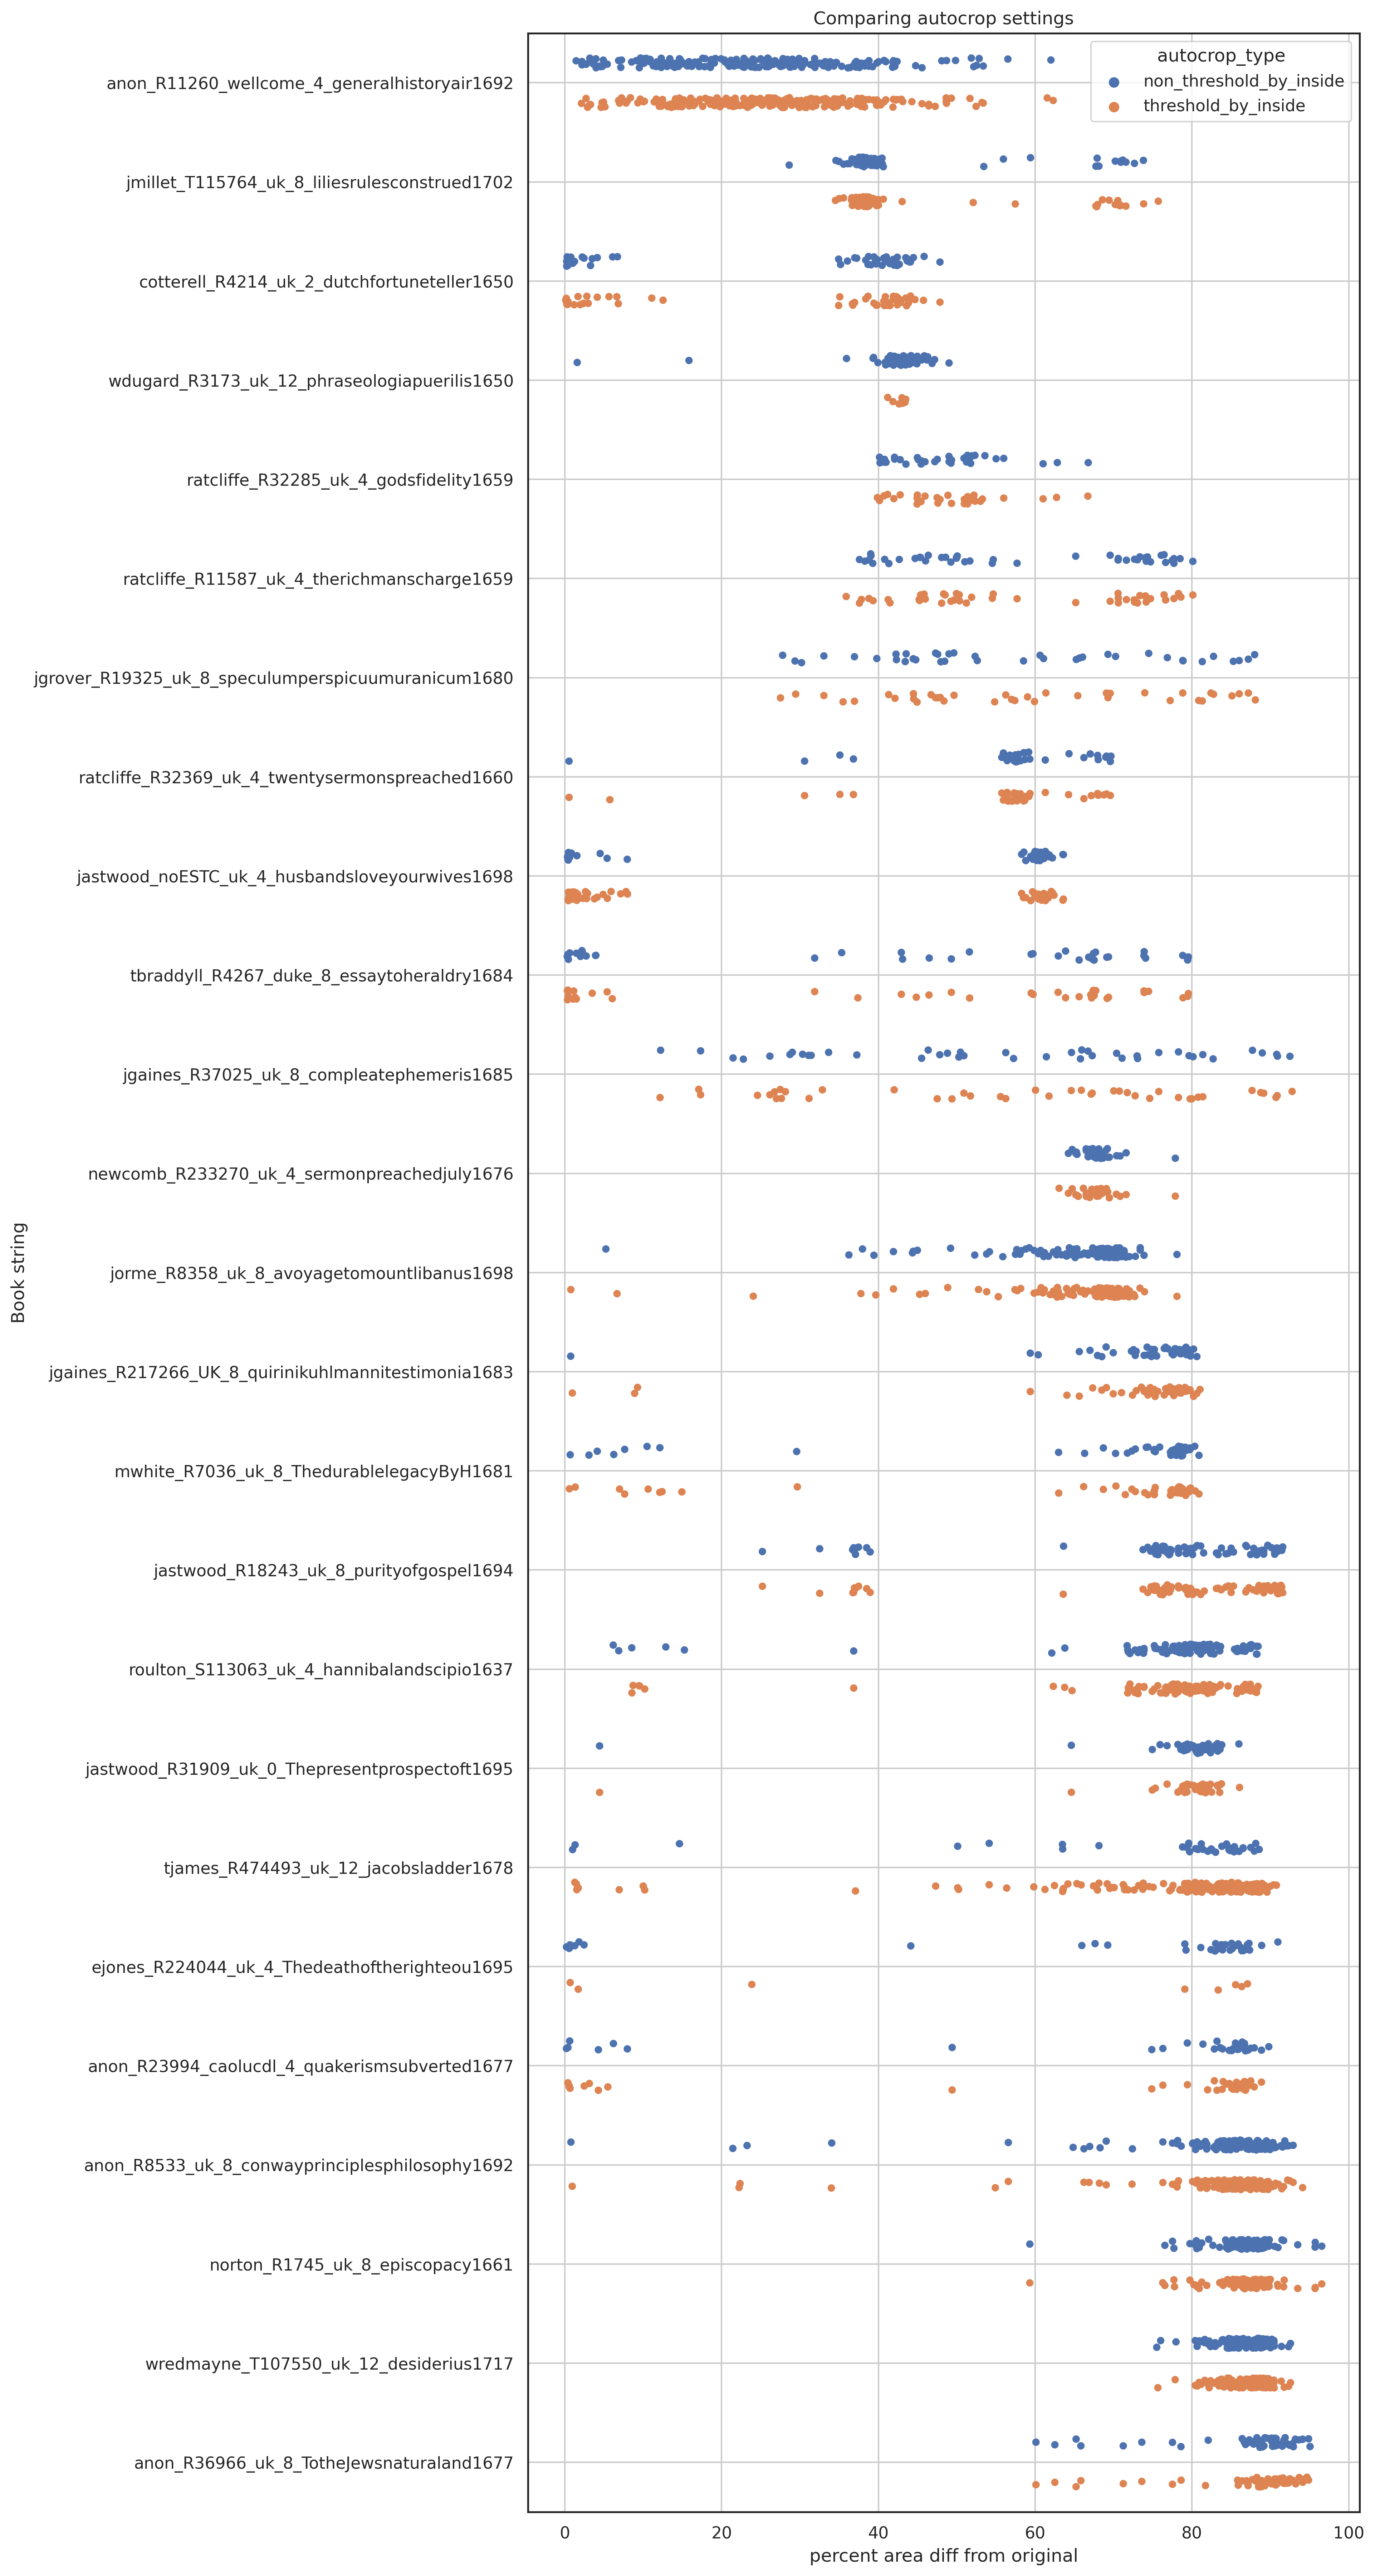 Comparing autocrop settings
autocrop_type
non_threshold_by_inside
threshold_by_inside
anon_R11260_wellcome_4_generalhistoryair1692
jmillet_T115764_uk_8_liliesrulesconstrued1702
cotterell_R4214_uk_2_dutchfortuneteller1650
wdugard_R3173_uk_12_phraseologiapuerilis1650
ratcliffe_R32285_uk_4_godsfidelity1659
ratcliffe_R11587_uk_4_therichmanscharge1659
jgrover_R19325_uk_8_speculumperspicuumuranicum1680
ratcliffe_R32369_uk_4_twentysermonspreached1660
jastwood_noESTC_uk_4_husbandsloveyourwives1698
tbraddyll_R4267_duke_8_essaytoheraldry1684
jgaines_R37025_uk_8_compleatephemeris1685
newcomb_R233270_uk_4_sermonpreachedjuly1676
jorme_R8358_uk_8_avoyagetomountlibanus1698
jgaines_R217266_UK_8_quirinikuhlmannitestimonia1683
mwhite_R7036_uk_8_ThedurablelegacyByH1681
jastwood_R18243_uk_8_purityofgospel1694
roulton_S113063_uk_4_hannibalandscipio1637
jastwood_R31909_uk_0_Thepresentprospectoft1695
tjames_R474493_uk_12_jacobsladder1678
ejones_R224044_uk_4_Thedeathoftherighteou1695
anon_R23994_caolucdl_4_quakerismsubverted1677
anon_R8533_uk_8_conwayprinciplesphilosophy1692
norton_R1745_uk_8_episcopacy1661
wredmayne_T107550_uk_12_desiderius1717
anon_R36966_uk_8_TotheJewsnaturaland1677
Book string
0 20 40 60 80 100
percent area diff from original